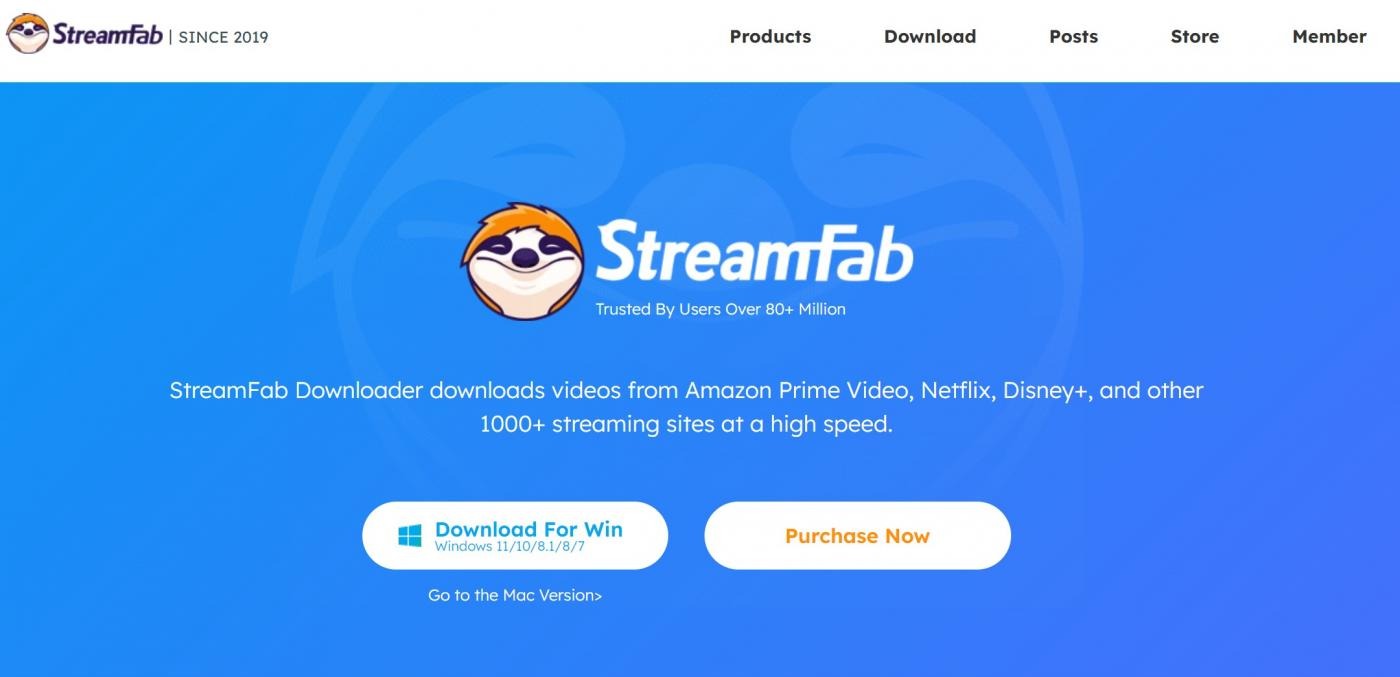 StreamFab | SINCE 2019
Products
Download
Posts
Store
Member
StreamFab
Trusted By Users Over 80+ Million
StreamFab Downloader downloads videos from Amazon Prime Video, Netflix, Disney+, and other
1000+ streaming sites at a high speed.
Download For Win
Windows 11/10/8.1/8/7
Purchase Now
Go to the Mac Version>